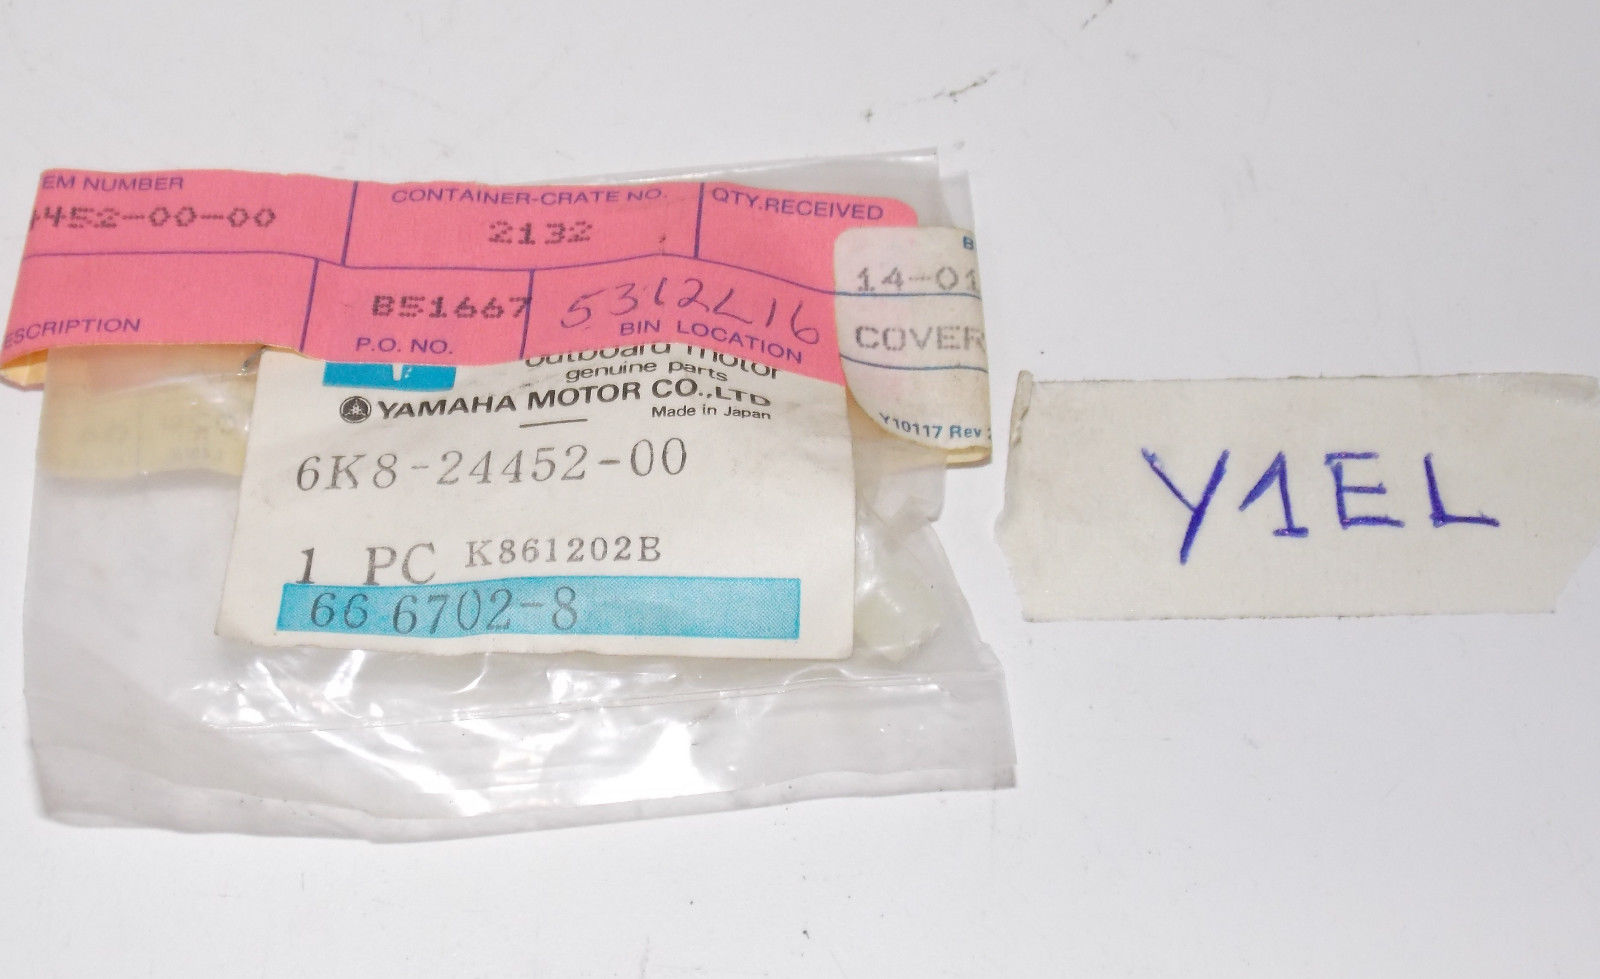 EM NUMBER
452-00-00
CONTAINER-CRATE NO.
2132
QTY.RECEIVED
ESCRIPTION
B51667
P.O. NO.
5312L16
BIN LOCATION
B
14-01
COVER
Y10117 Rev
outboard motor
genuine parts
YAMAHA MOTOR CO.,LTD
Made in Japan
6K8-24452-00
1 PC K861202B
66 6702-8
Y1EL